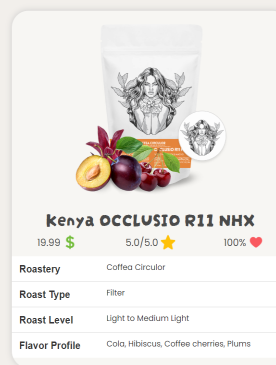 Kenya OCCLUSIO R11 NHX
19.99 $ 5.0/5.0 100%
Roastery Coffea Circulor
Roast Type Filter
Roast Level Light to Medium Light
Flavor Profile Cola, Hibiscus, Coffee cherries, Plums